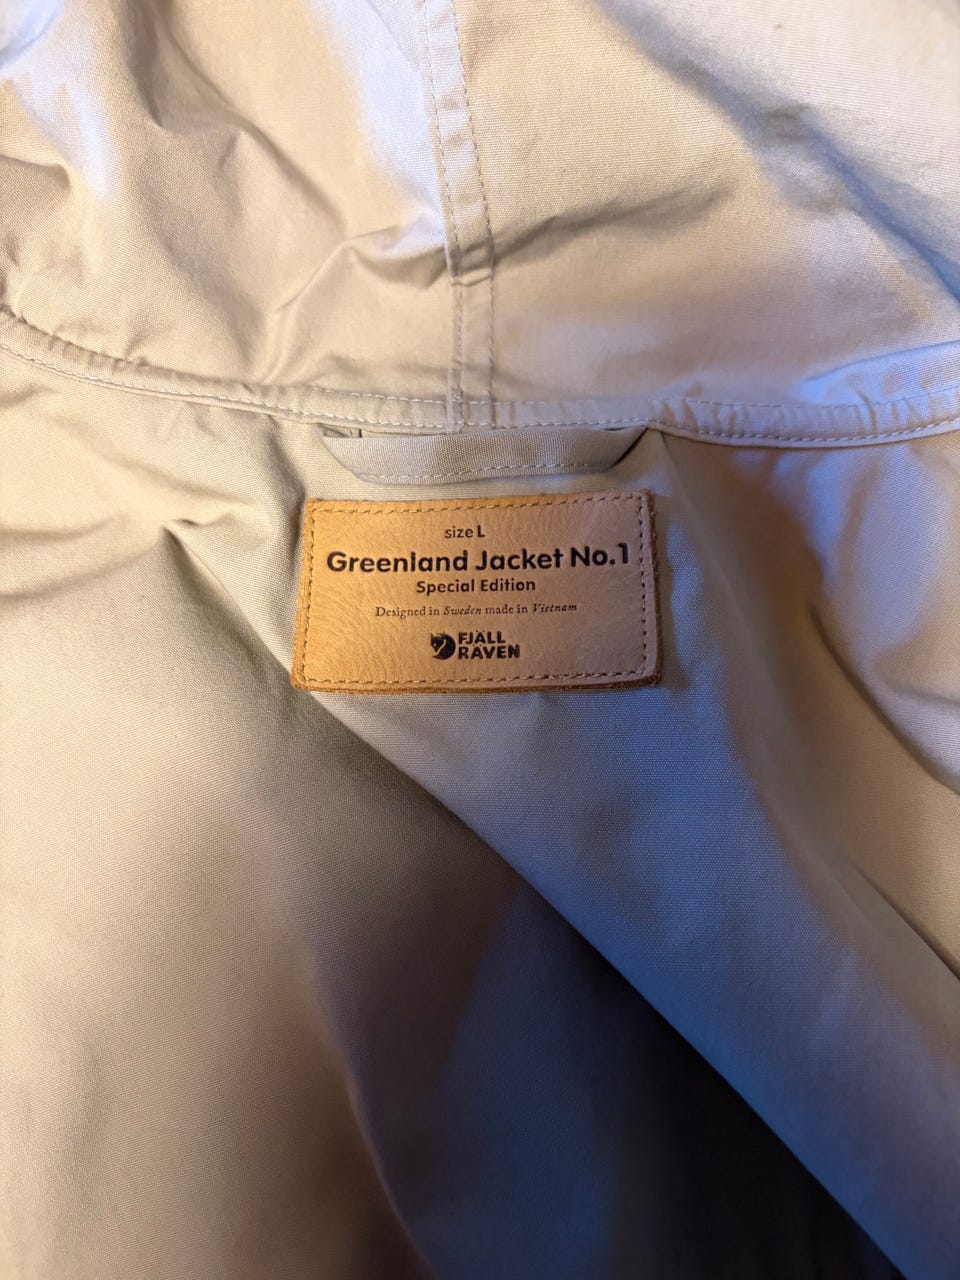 size L
Greenland Jacket No.1
Special Edition
Designed in Sweden made in Vietnam
FJÄLL
RÄVEN